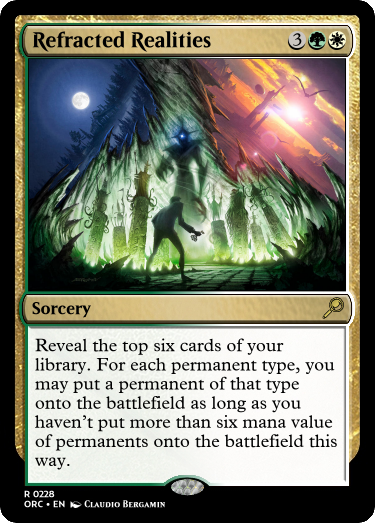 Refracted Realities 3
Sorcery
Reveal the top six cards of your
library. For each permanent type, you
may put a permanent of that type
onto the battlefield as long as you
haven't put more than six mana value
of permanents onto the battlefield this
way.
R 0228
ORC • EN Claudio Bergamin